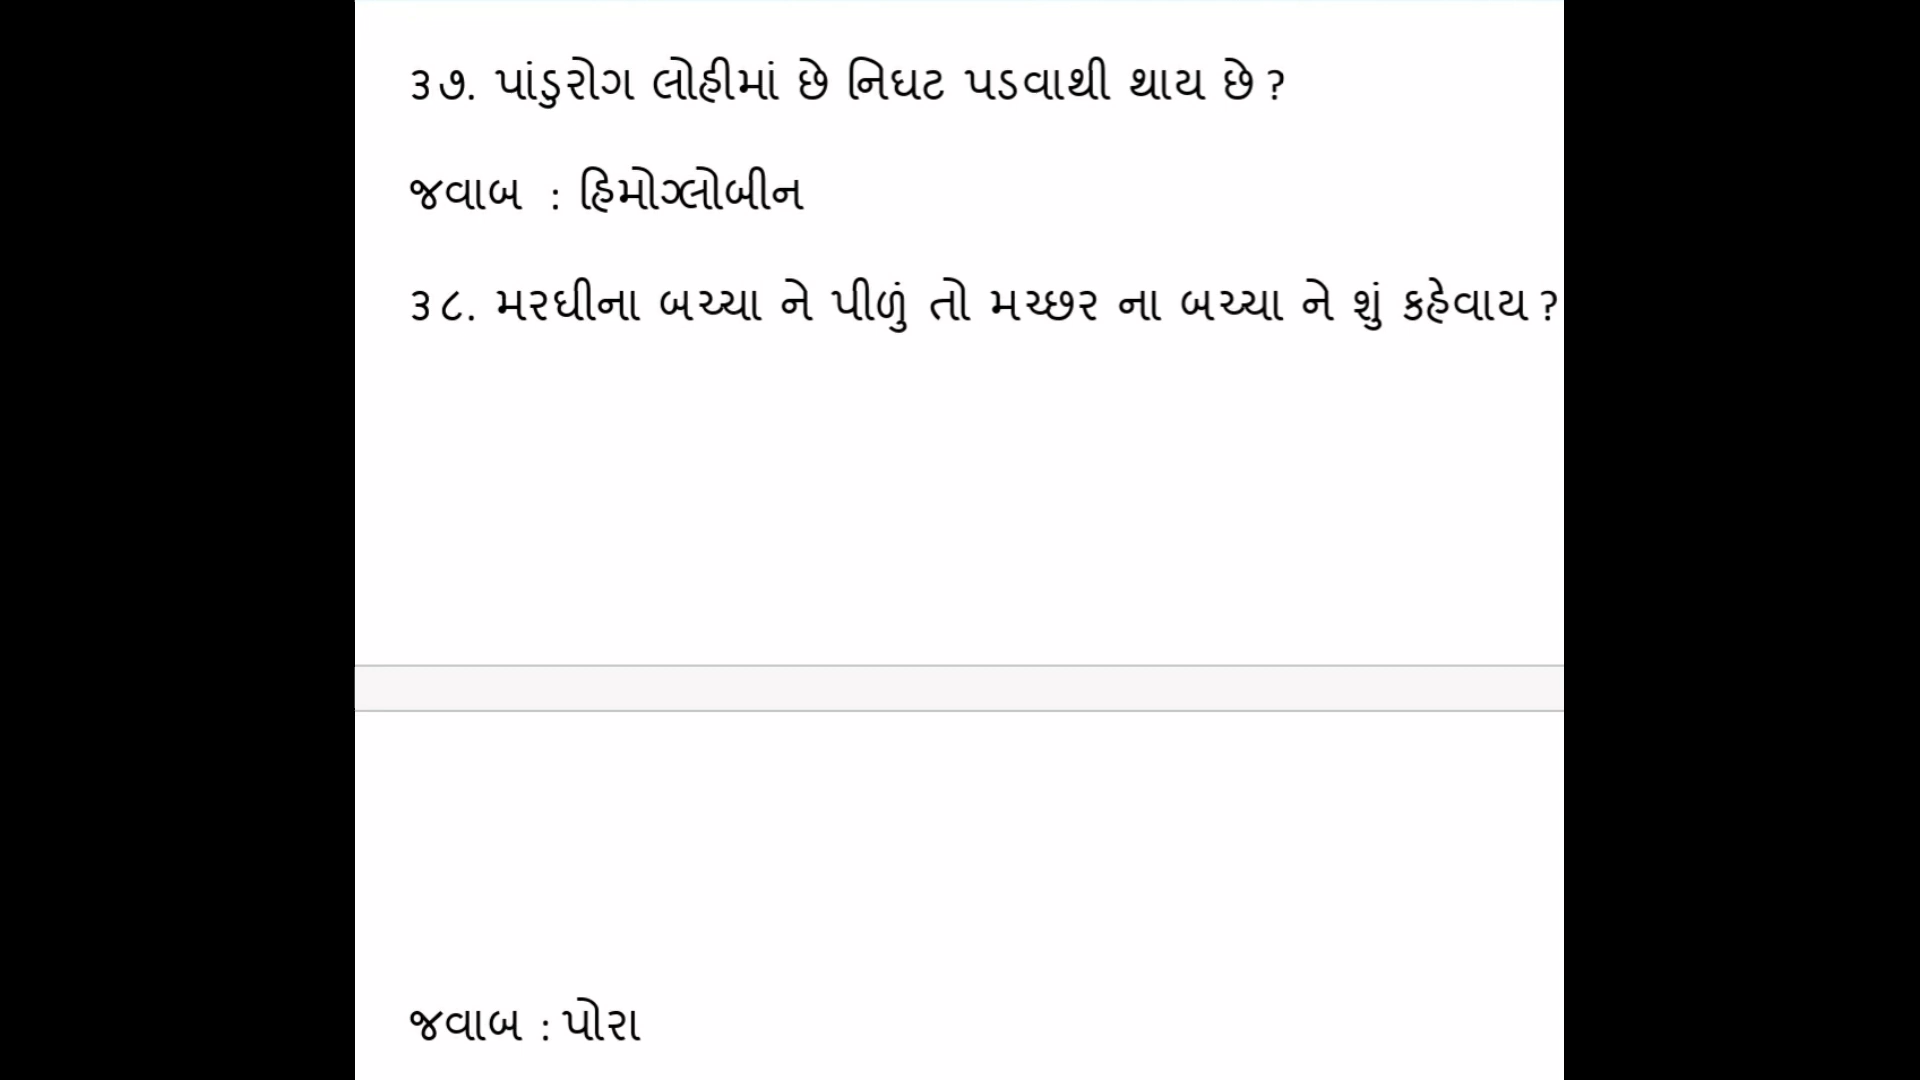 ૩૭. પાંડુરોગ લોહીમાં છે નિઘટ પડવાથી થાય છે ?
જવાબ : હિમોગ્લોબીન
૩૮. મરઘીના બચ્ચા ને પીળું તો મચ્છર ના બચ્ચા ને શું કહેવાય ?
જવાબ : પોરા